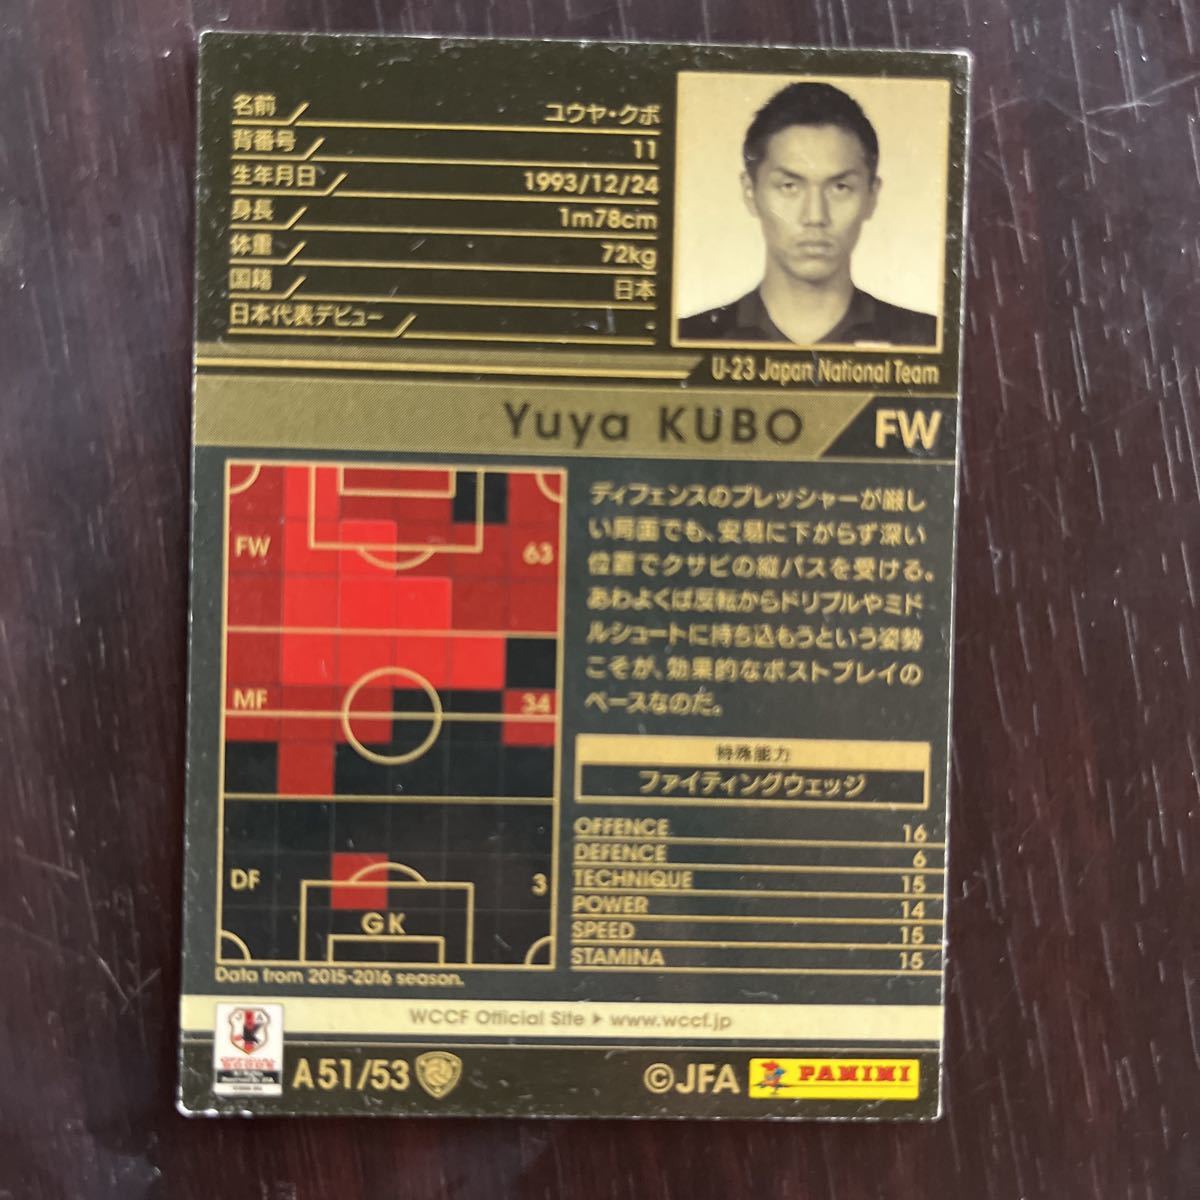 名前 ユウヤ・クボ
背番号 11
生年月日 1993/12/24
身長 1m78cm
体重 72kg
国籍 日本
日本代表デビュー -
U-23 Japan National Team
Yuya KUBO FW
FW 63
MF 34
DF 3
GK
Data from 2015-2016 season.
ディフェンスのプレッシャーが厳し
い局面でも、安易に下がらず深い
位置でクサビの縦パスを受ける。
あわよくば反転からドリブルやミド
ルシュートに持ち込もうという姿勢
こそが、効果的なポストプレイの
ベースなのだ。
特殊能力
ファイティングウェッジ
OFFENCE 16
DEFENCE 6
TECHNIQUE 15
POWER 14
SPEED 15
STAMINA 15
WCCF Official Site ▶ www.wccf.jp
JFA
OFFICIAL
GOODS
A51/53
©JFA
PANINI